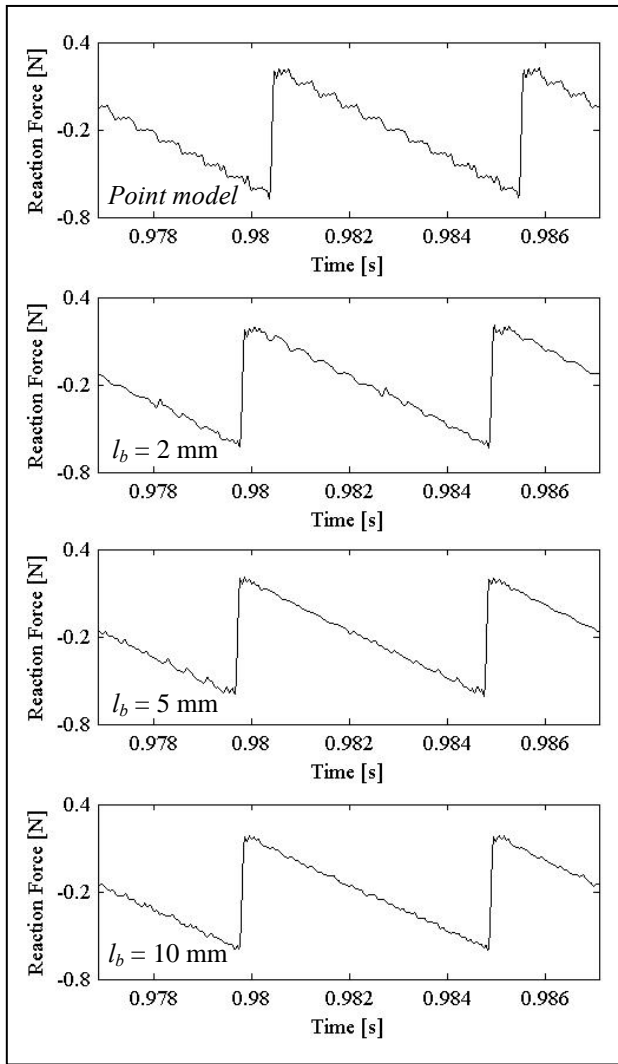 Reaction Force [N]
0.4
-0.2
-0.8
Point model
0.978 0.98 0.982 0.984 0.986
Time [s]
Reaction Force [N]
0.4
-0.2
-0.8
l_b = 2 mm
0.978 0.98 0.982 0.984 0.986
Time [s]
Reaction Force [N]
0.4
-0.2
-0.8
l_b = 5 mm
0.978 0.98 0.982 0.984 0.986
Time [s]
Reaction Force [N]
0.4
-0.2
-0.8
l_b = 10 mm
0.978 0.98 0.982 0.984 0.986
Time [s]